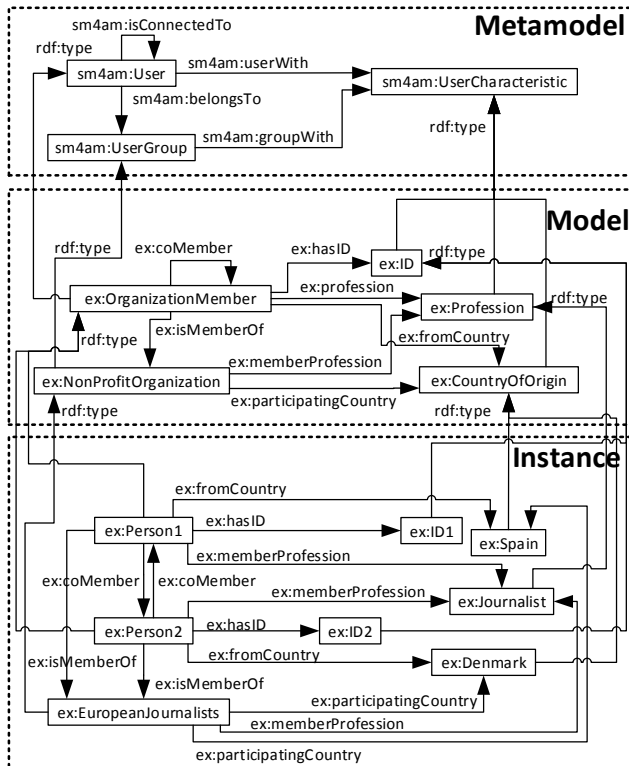 sm4am:isConnectedTo
Metamodel
rdf:type
sm4am:User
sm4am:userWith
sm4am:UserCharacteristic
sm4am:belongsTo
rdf:type
sm4am:groupWith
sm4am:UserGroup
rdf:type
Model
ex:coMember
ex:hasID
ex:ID
rdf:type
ex:profession
ex:OrganizationMember
ex:Profession
rdf:type
rdf:type
ex:isMemberOf
ex:fromCountry
ex:memberProfession
ex:NonProfitOrganization
ex:CountryOfOrigin
ex:participatingCountry
rdf:type
rdf:type
Instance
ex:fromCountry
ex:Person1
ex:hasID
ex:ID1
ex:Spain
ex:memberProfession
ex:coMember
ex:coMember
ex:memberProfession
ex:Journalist
ex:Person2
ex:hasID
ex:ID2
ex:fromCountry
ex:Denmark
ex:isMemberOf
ex:isMemberOf
ex:participatingCountry
ex:EuropeanJournalists
ex:memberProfession
ex:participatingCountry